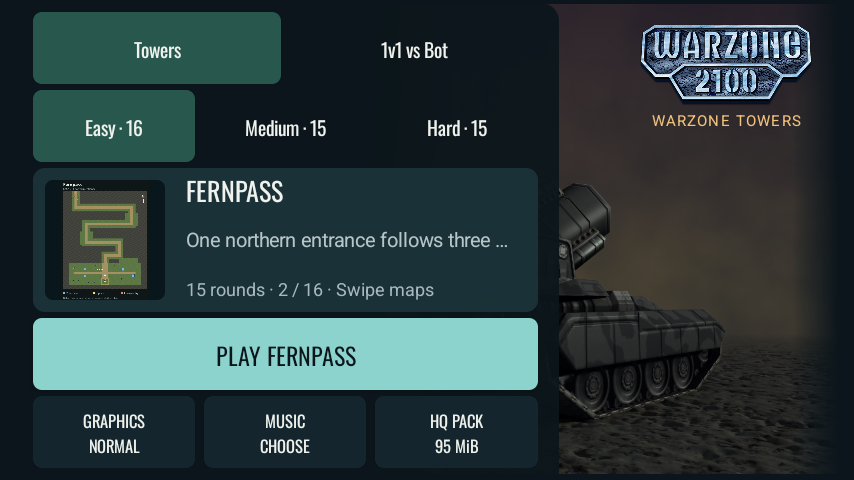 Towers
1v1 vs Bot
WARZONE
2100
WARZONE TOWERS
Easy · 16
Medium · 15
Hard · 15
FERNPASS
One northern entrance follows three ...
15 rounds · 2 / 16 · Swipe maps
PLAY FERNPASS
GRAPHICS
NORMAL
MUSIC
CHOOSE
HQ PACK
95 MiB